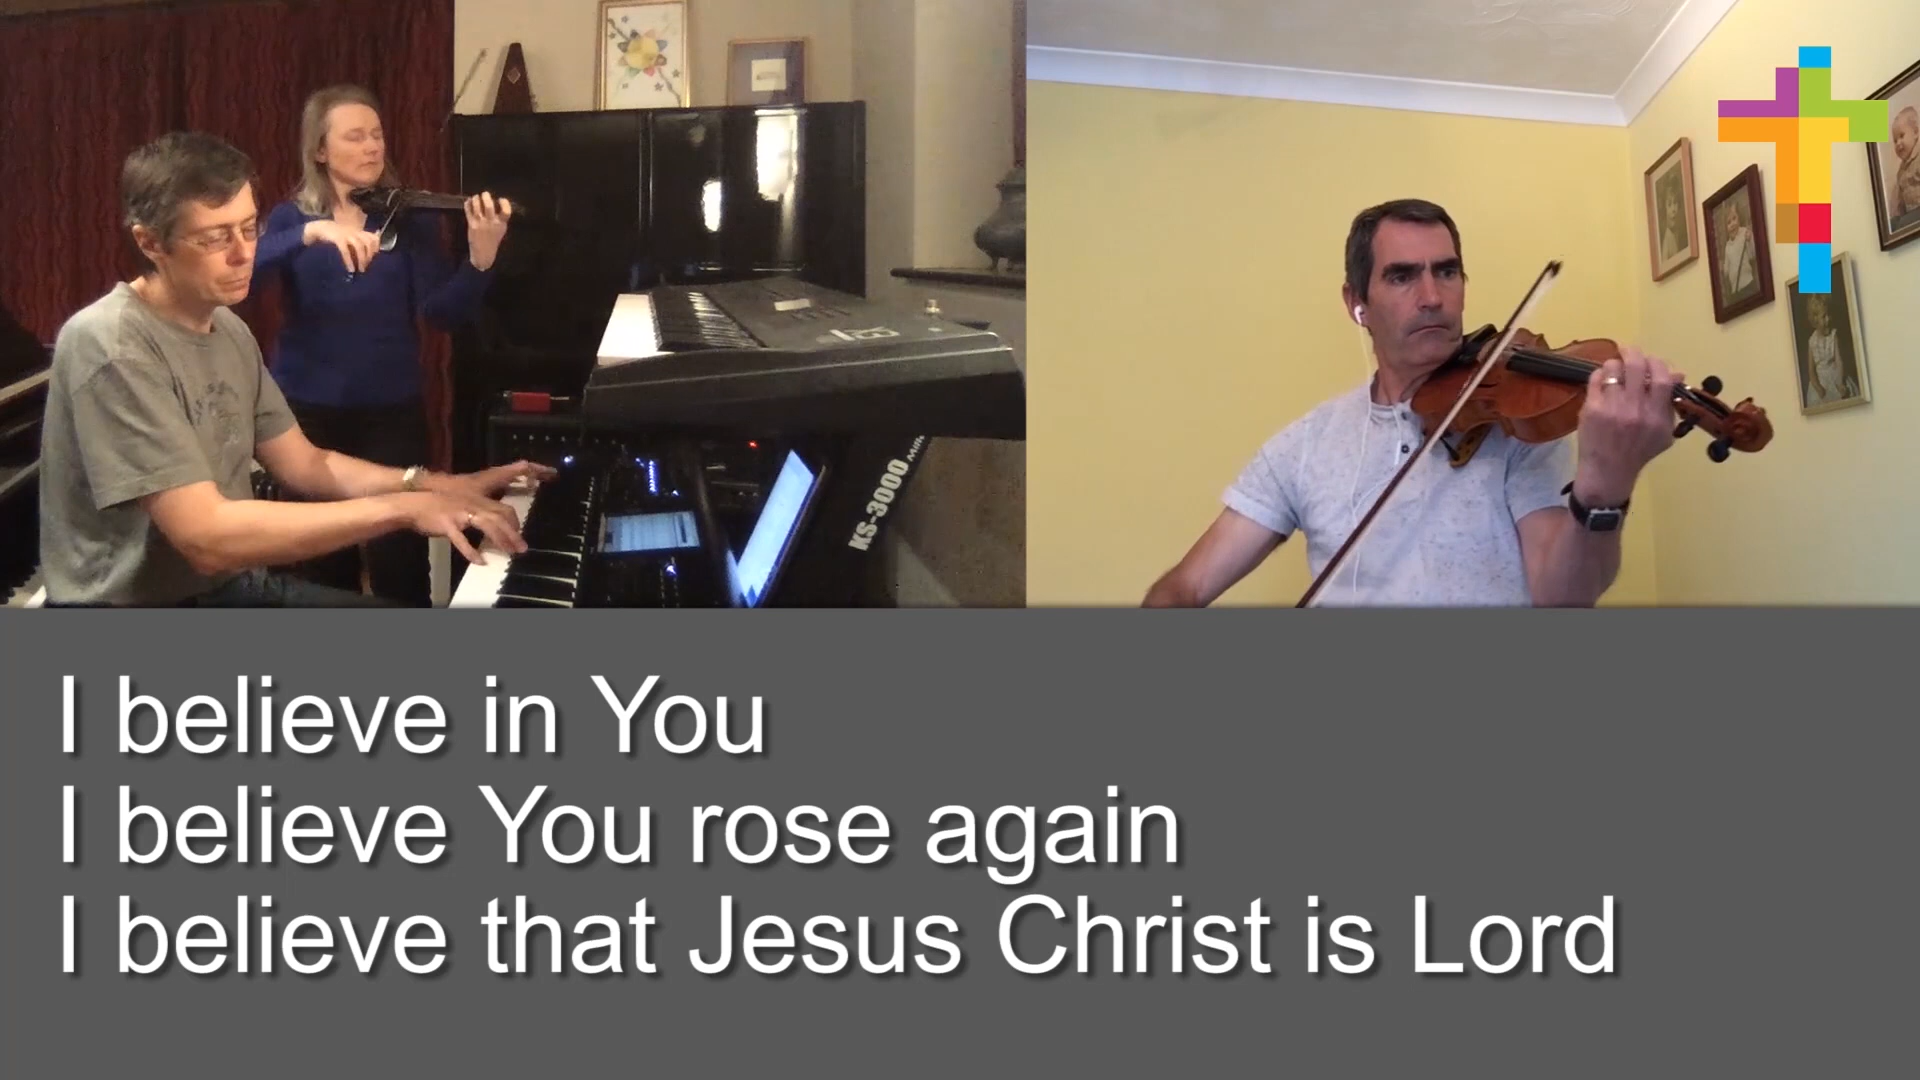 KS-3000
I believe in You
I believe You rose again
I believe that Jesus Christ is Lord